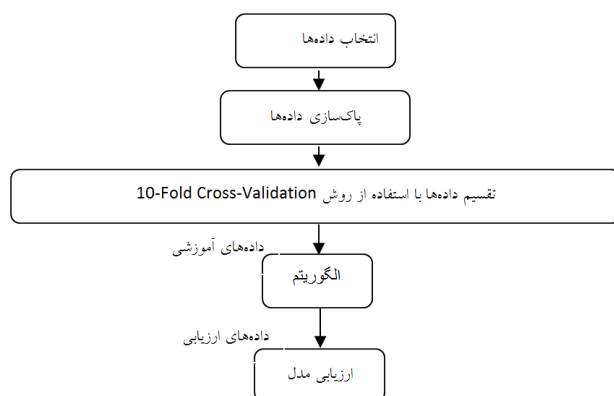 انتخاب داده‌ها
پاک‌سازی داده‌ها
تقسیم داده‌ها با استفاده از روش 10-Fold Cross-Validation
داده‌های آموزشی
الگوریتم
داده‌های ارزیابی
ارزیابی مدل